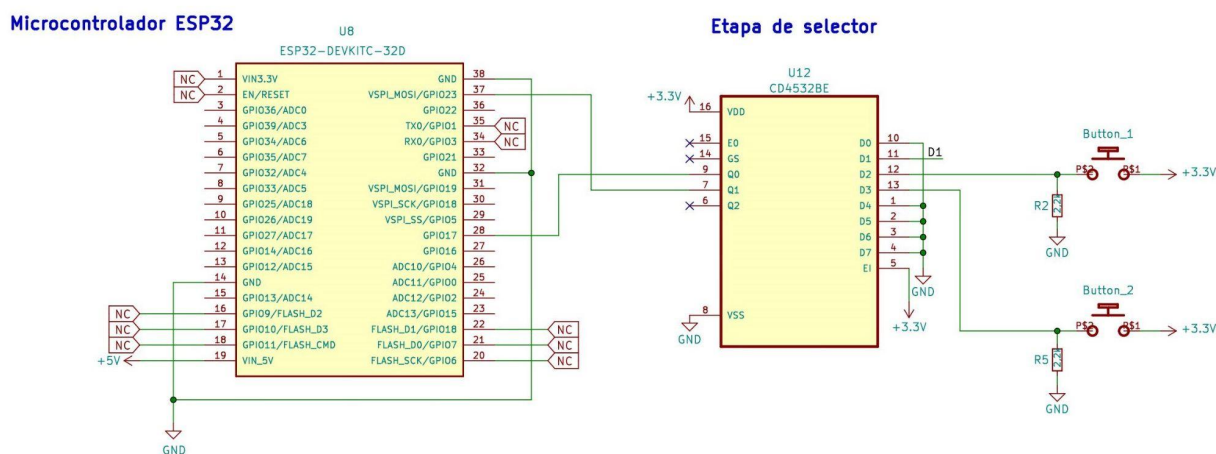 Microcontrolador ESP32
Etapa de selector
U8
ESP32-DEVKITC-32D
NC 1 VIN3.3V
NC 2 EN/RESET
3 GPIO36/ADC0
4 GPIO39/ADC3
5 GPIO34/ADC6
6 GPIO35/ADC7
7 GPIO32/ADC4
8 GPIO33/ADC5
9 GPIO25/ADC18
10 GPIO26/ADC19
11 GPIO27/ADC17
12 GPIO14/ADC16
13 GPIO12/ADC15
14 GND
15 GPIO13/ADC14
NC 16 GPIO9/FLASH_D2
NC 17 GPIO10/FLASH_D3
NC 18 GPIO11/FLASH_CMD
+5V 19 VIN_5V
GND 38
VSPI_MOSI/GPIO23 37
GPIO22 36
TX0/GPIO1 35 NC
RX0/GPIO3 34 NC
GPIO21 33
GND 32
VSPI_MOSI/GPIO19 31
VSPI_SCK/GPIO18 30
VSPI_SS/GPIO5 29
GPIO17 28
GPIO16 27
ADC10/GPIO4 26
ADC11/GPIO0 25
ADC12/GPIO2 24
ADC13/GPIO15 23
FLASH_D1/GPIO18 22 NC
FLASH_D0/GPIO7 21 NC
FLASH_SCK/GPIO6 20 NC
GND
U12
CD4532BE
+3.3V 16 VDD
15 E0
14 GS
9 Q0
7 Q1
6 Q2
8 VSS
GND
D0 10
D1 11 D1
D2 12
D3 13
D4 1
D5 2
D6 3
D7 4
EI 5
GND
+3.3V
Button_1
P$2 P$1 +3.3V
R2 2.2k
GND
Button_2
P$2 P$1 +3.3V
R5 2.2k
GND